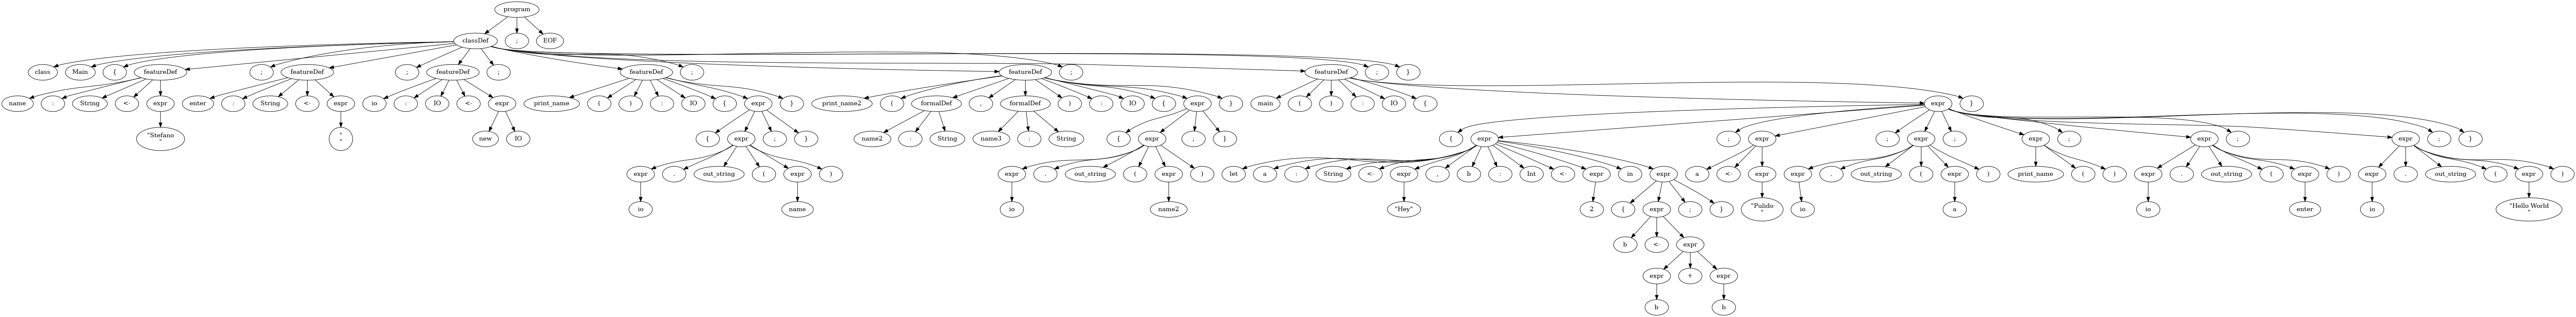 program
classDef ; EOF
class Main { featureDef ; featureDef ; featureDef ; featureDef ; featureDef ; featureDef ; }
name : String <- expr enter : String <- expr io : IO <- expr print_name ( ) : IO { expr } print_name2 ( formalDef , formalDef ) : IO { expr } main ( ) : IO { expr }
"Stefano
"
"
"
new IO { expr ; } name2 : String name3 : String { expr ; } { expr ; expr ; expr ; expr ; expr ; expr ; }
expr . out_string ( expr ) expr . out_string ( expr ) let a : String <- expr , b : Int <- expr in expr a <- expr expr . out_string ( expr ) print_name ( ) expr . out_string ( expr ) expr . out_string ( expr )
io name io name2 "Hey" 2 { expr ; } "Pulido
"
io a io enter io "Hello World
"
b <- expr
expr + expr
b b